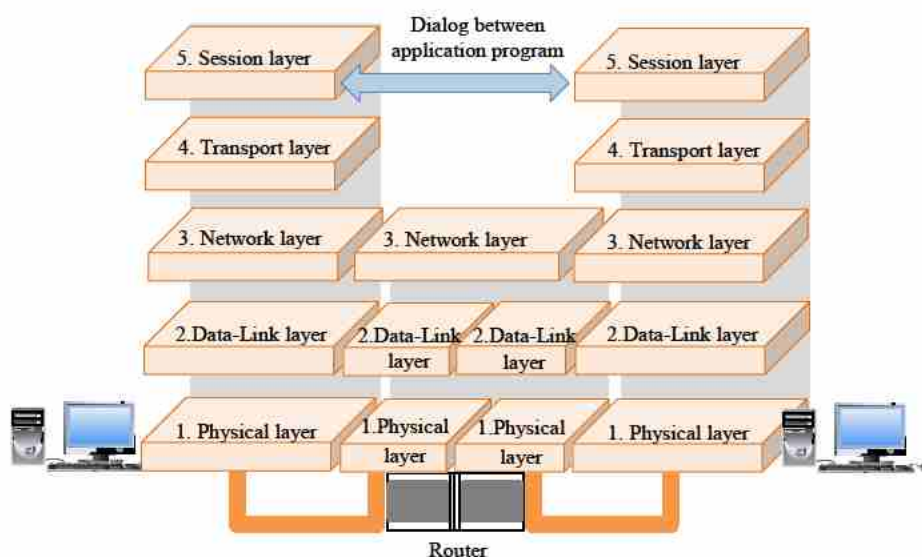 Dialog between
application program
5. Session layer
5. Session layer
4. Transport layer
4. Transport layer
3. Network layer
3. Network layer
3. Network layer
2.Data-Link layer
2.Data-Link
layer
2.Data-Link
layer
2.Data-Link layer
1. Physical layer
1.Physical
layer
1.Physical
layer
1. Physical layer
Router